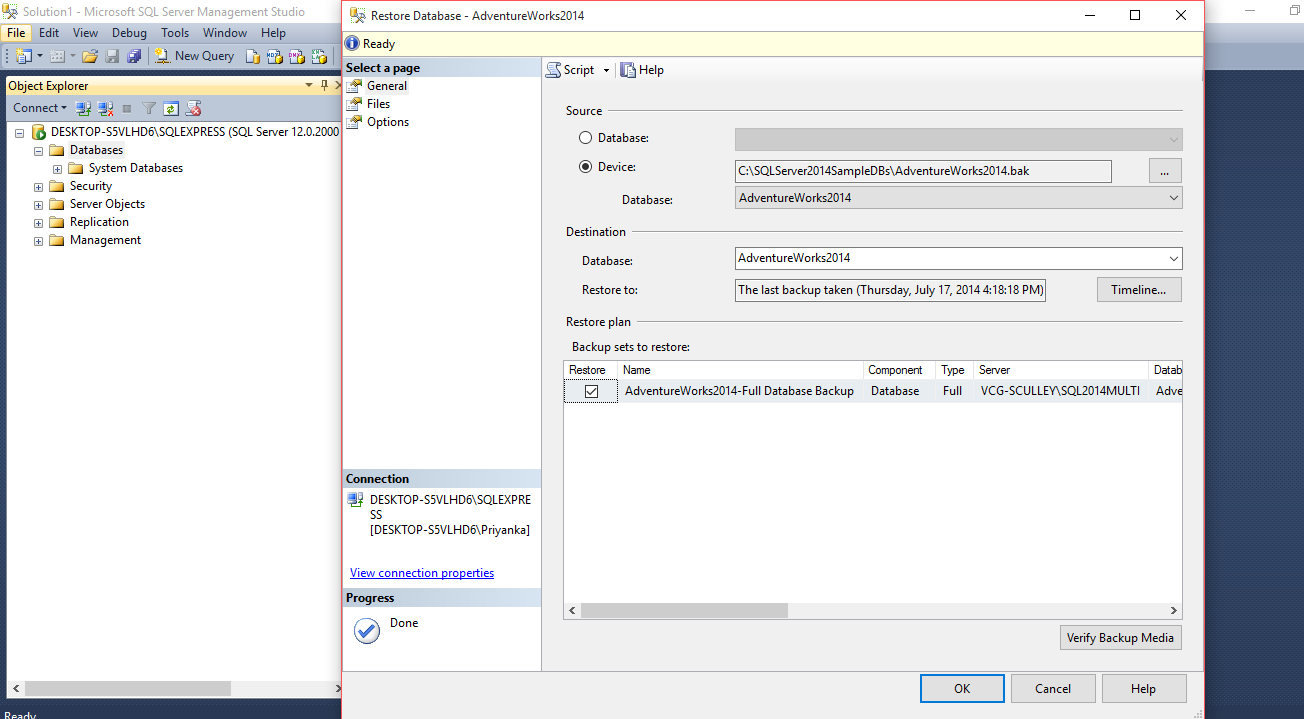 Solution1 - Microsoft SQL Server Management Studio
File Edit View Debug Tools Window Help
New Query
Object Explorer
Connect
DESKTOP-S5VLHD6\SQLEXPRESS (SQL Server 12.0.2000
Databases
System Databases
Security
Server Objects
Replication
Management
Ready
Restore Database - AdventureWorks2014
Ready
Select a page
General
Files
Options
Connection
DESKTOP-S5VLHD6\SQLEXPRE
SS
[DESKTOP-S5VLHD6\Priyanka]
View connection properties
Progress
Done
Script Help
Source
Database:
Device: C:\SQLServer2014SampleDBs\AdventureWorks2014.bak ...
Database: AdventureWorks2014
Destination
Database: AdventureWorks2014
Restore to: The last backup taken (Thursday, July 17, 2014 4:18:18 PM) Timeline...
Restore plan
Backup sets to restore:
Restore Name Component Type Server Datab
AdventureWorks2014-Full Database Backup Database Full VCG-SCULLEY\SQL2014MULTI Adve
Verify Backup Media
OK Cancel Help